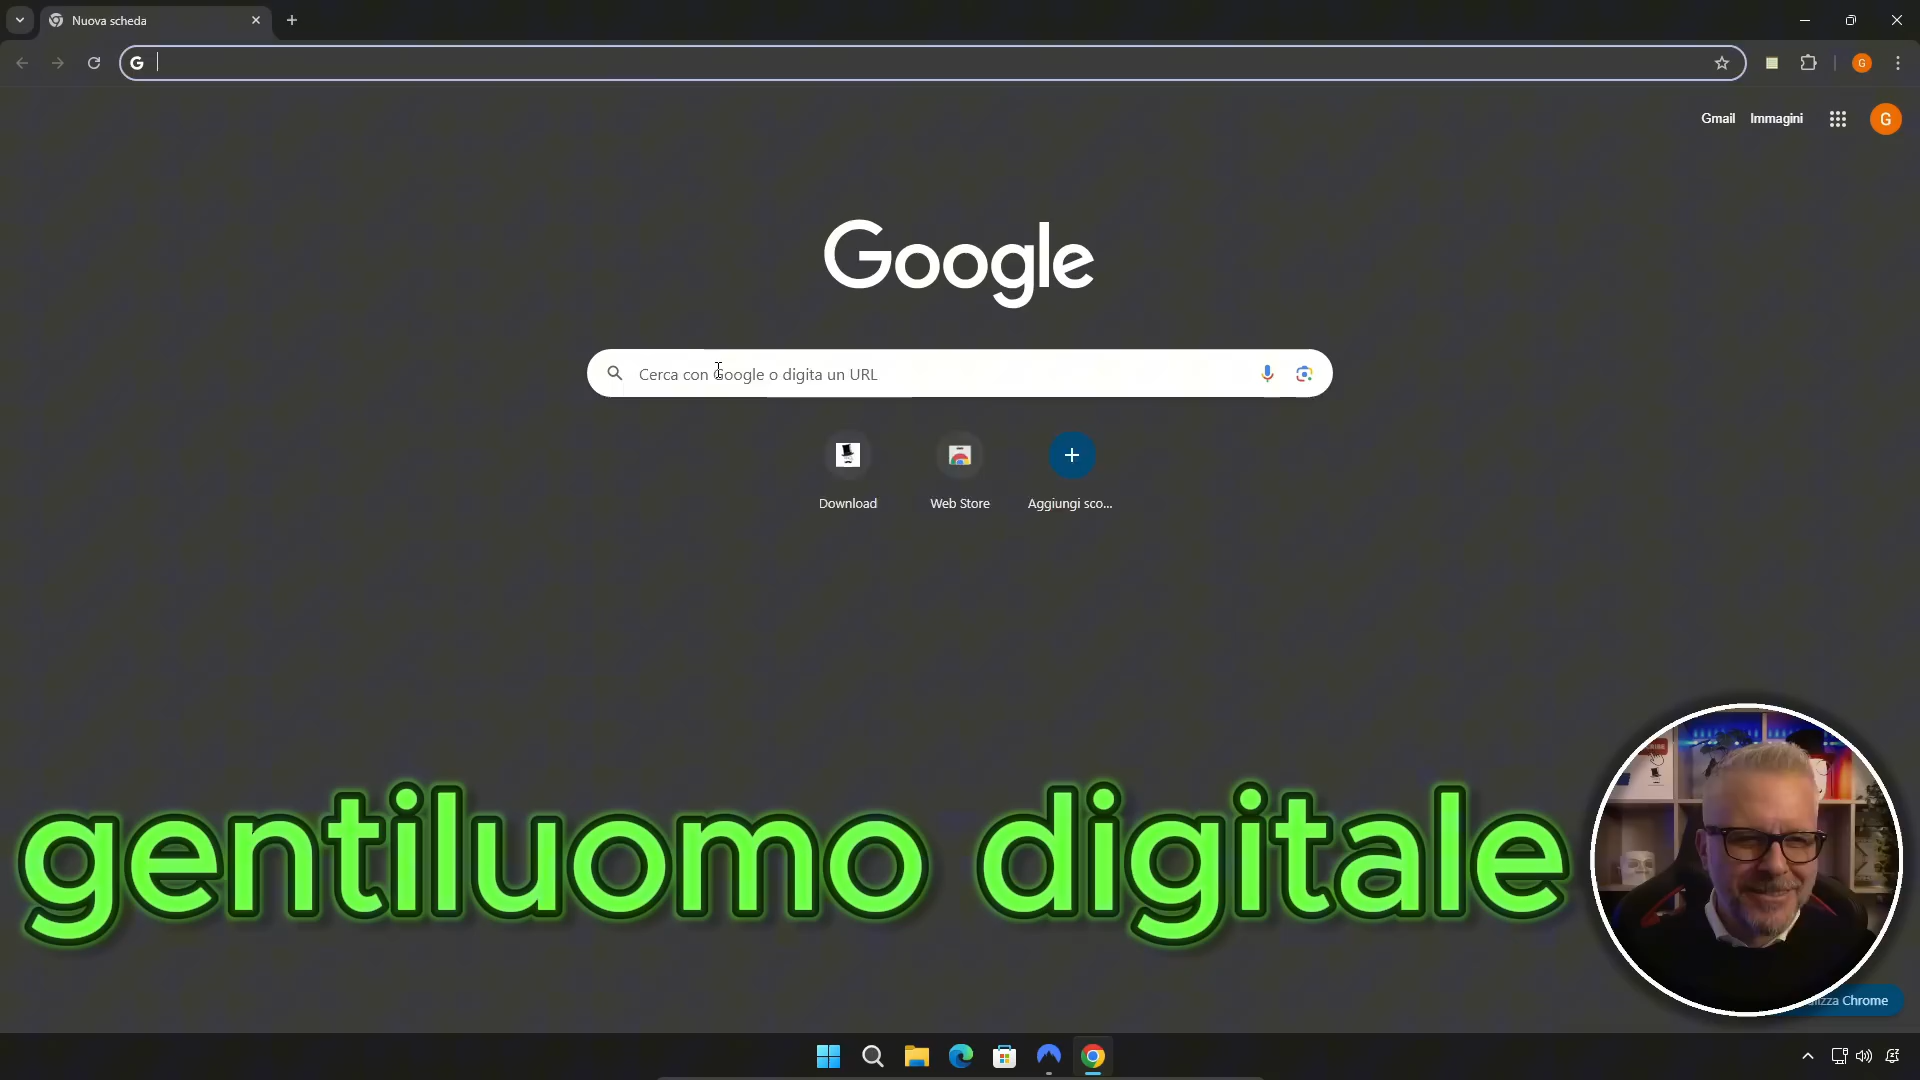 Nuova scheda
Gmail Immagini
G
Google
Cerca con Google o digita un URL
Download Web Store Aggiungi sco...
gentiluomo digitale
lizza Chrome